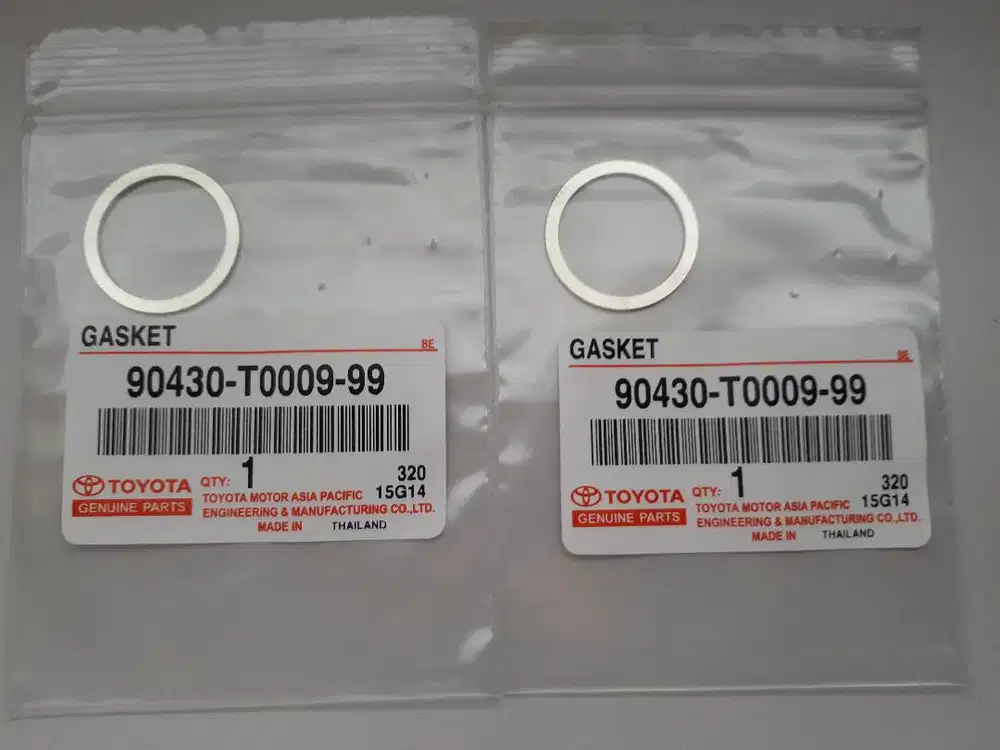 GASKET
BE
90430-T0009-99
TOYOTA
GENUINE PARTS
QTY: 1
320
15G14
TOYOTA MOTOR ASIA PACIFIC
ENGINEERING & MANUFACTURING CO.,LTD.
MADE IN THAILAND
GASKET
BE
90430-T0009-99
TOYOTA
GENUINE PARTS
QTY: 1
320
15G14
TOYOTA MOTOR ASIA PACIFIC
ENGINEERING & MANUFACTURING CO.,LTD.
MADE IN THAILAND